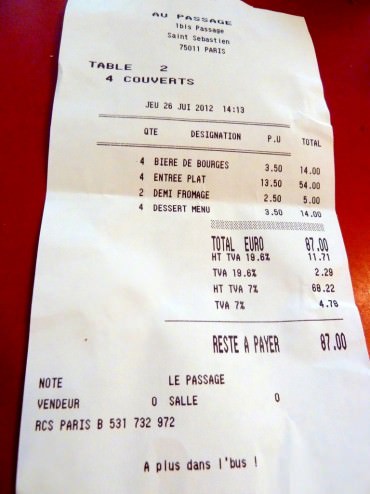 AU PASSAGE
1bis Passage
Saint Sebastien
75011 PARIS
TABLE 2
4 COUVERTS
JEU 26 JUI 2012 14:13
QTE DESIGNATION P.U TOTAL
4 BIERE DE BOURGES 3.50 14.00
4 ENTREE PLAT 13.50 54.00
2 DEMI FROMAGE 2.50 5.00
4 DESSERT MENU 3.50 14.00
TOTAL EURO 87.00
HT TVA 19.6% 11.71
TVA 19.6% 2.29
HT TVA 7% 68.22
TVA 7% 4.78
RESTE A PAYER 87.00
NOTE LE PASSAGE
VENDEUR 0 SALLE 0
RCS PARIS B 531 732 972
A plus dans l'bus !